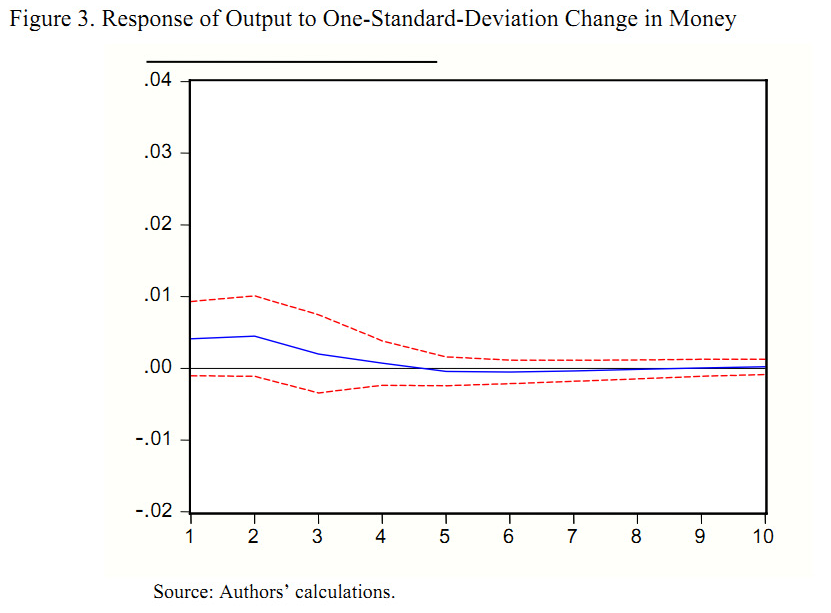 Figure 3. Response of Output to One-Standard-Deviation Change in Money
.04
.03
.02
.01
.00
-.01
-.02
1 2 3 4 5 6 7 8 9 10
Source: Authors’ calculations.